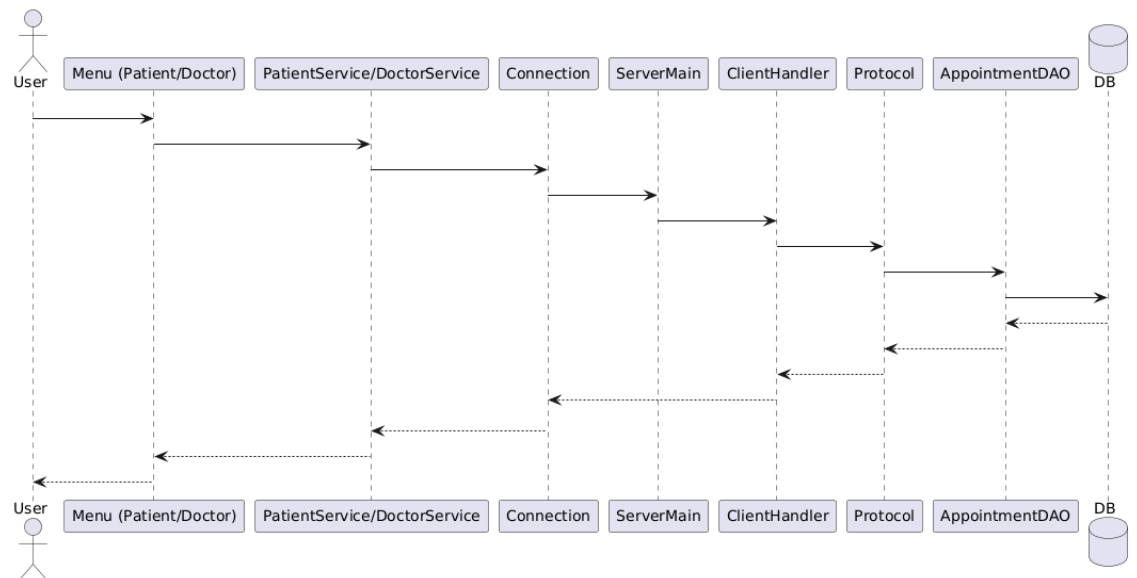 User
Menu (Patient/Doctor)
PatientService/DoctorService
Connection
ServerMain
ClientHandler
Protocol
AppointmentDAO
DB
User
Menu (Patient/Doctor)
PatientService/DoctorService
Connection
ServerMain
ClientHandler
Protocol
AppointmentDAO
DB